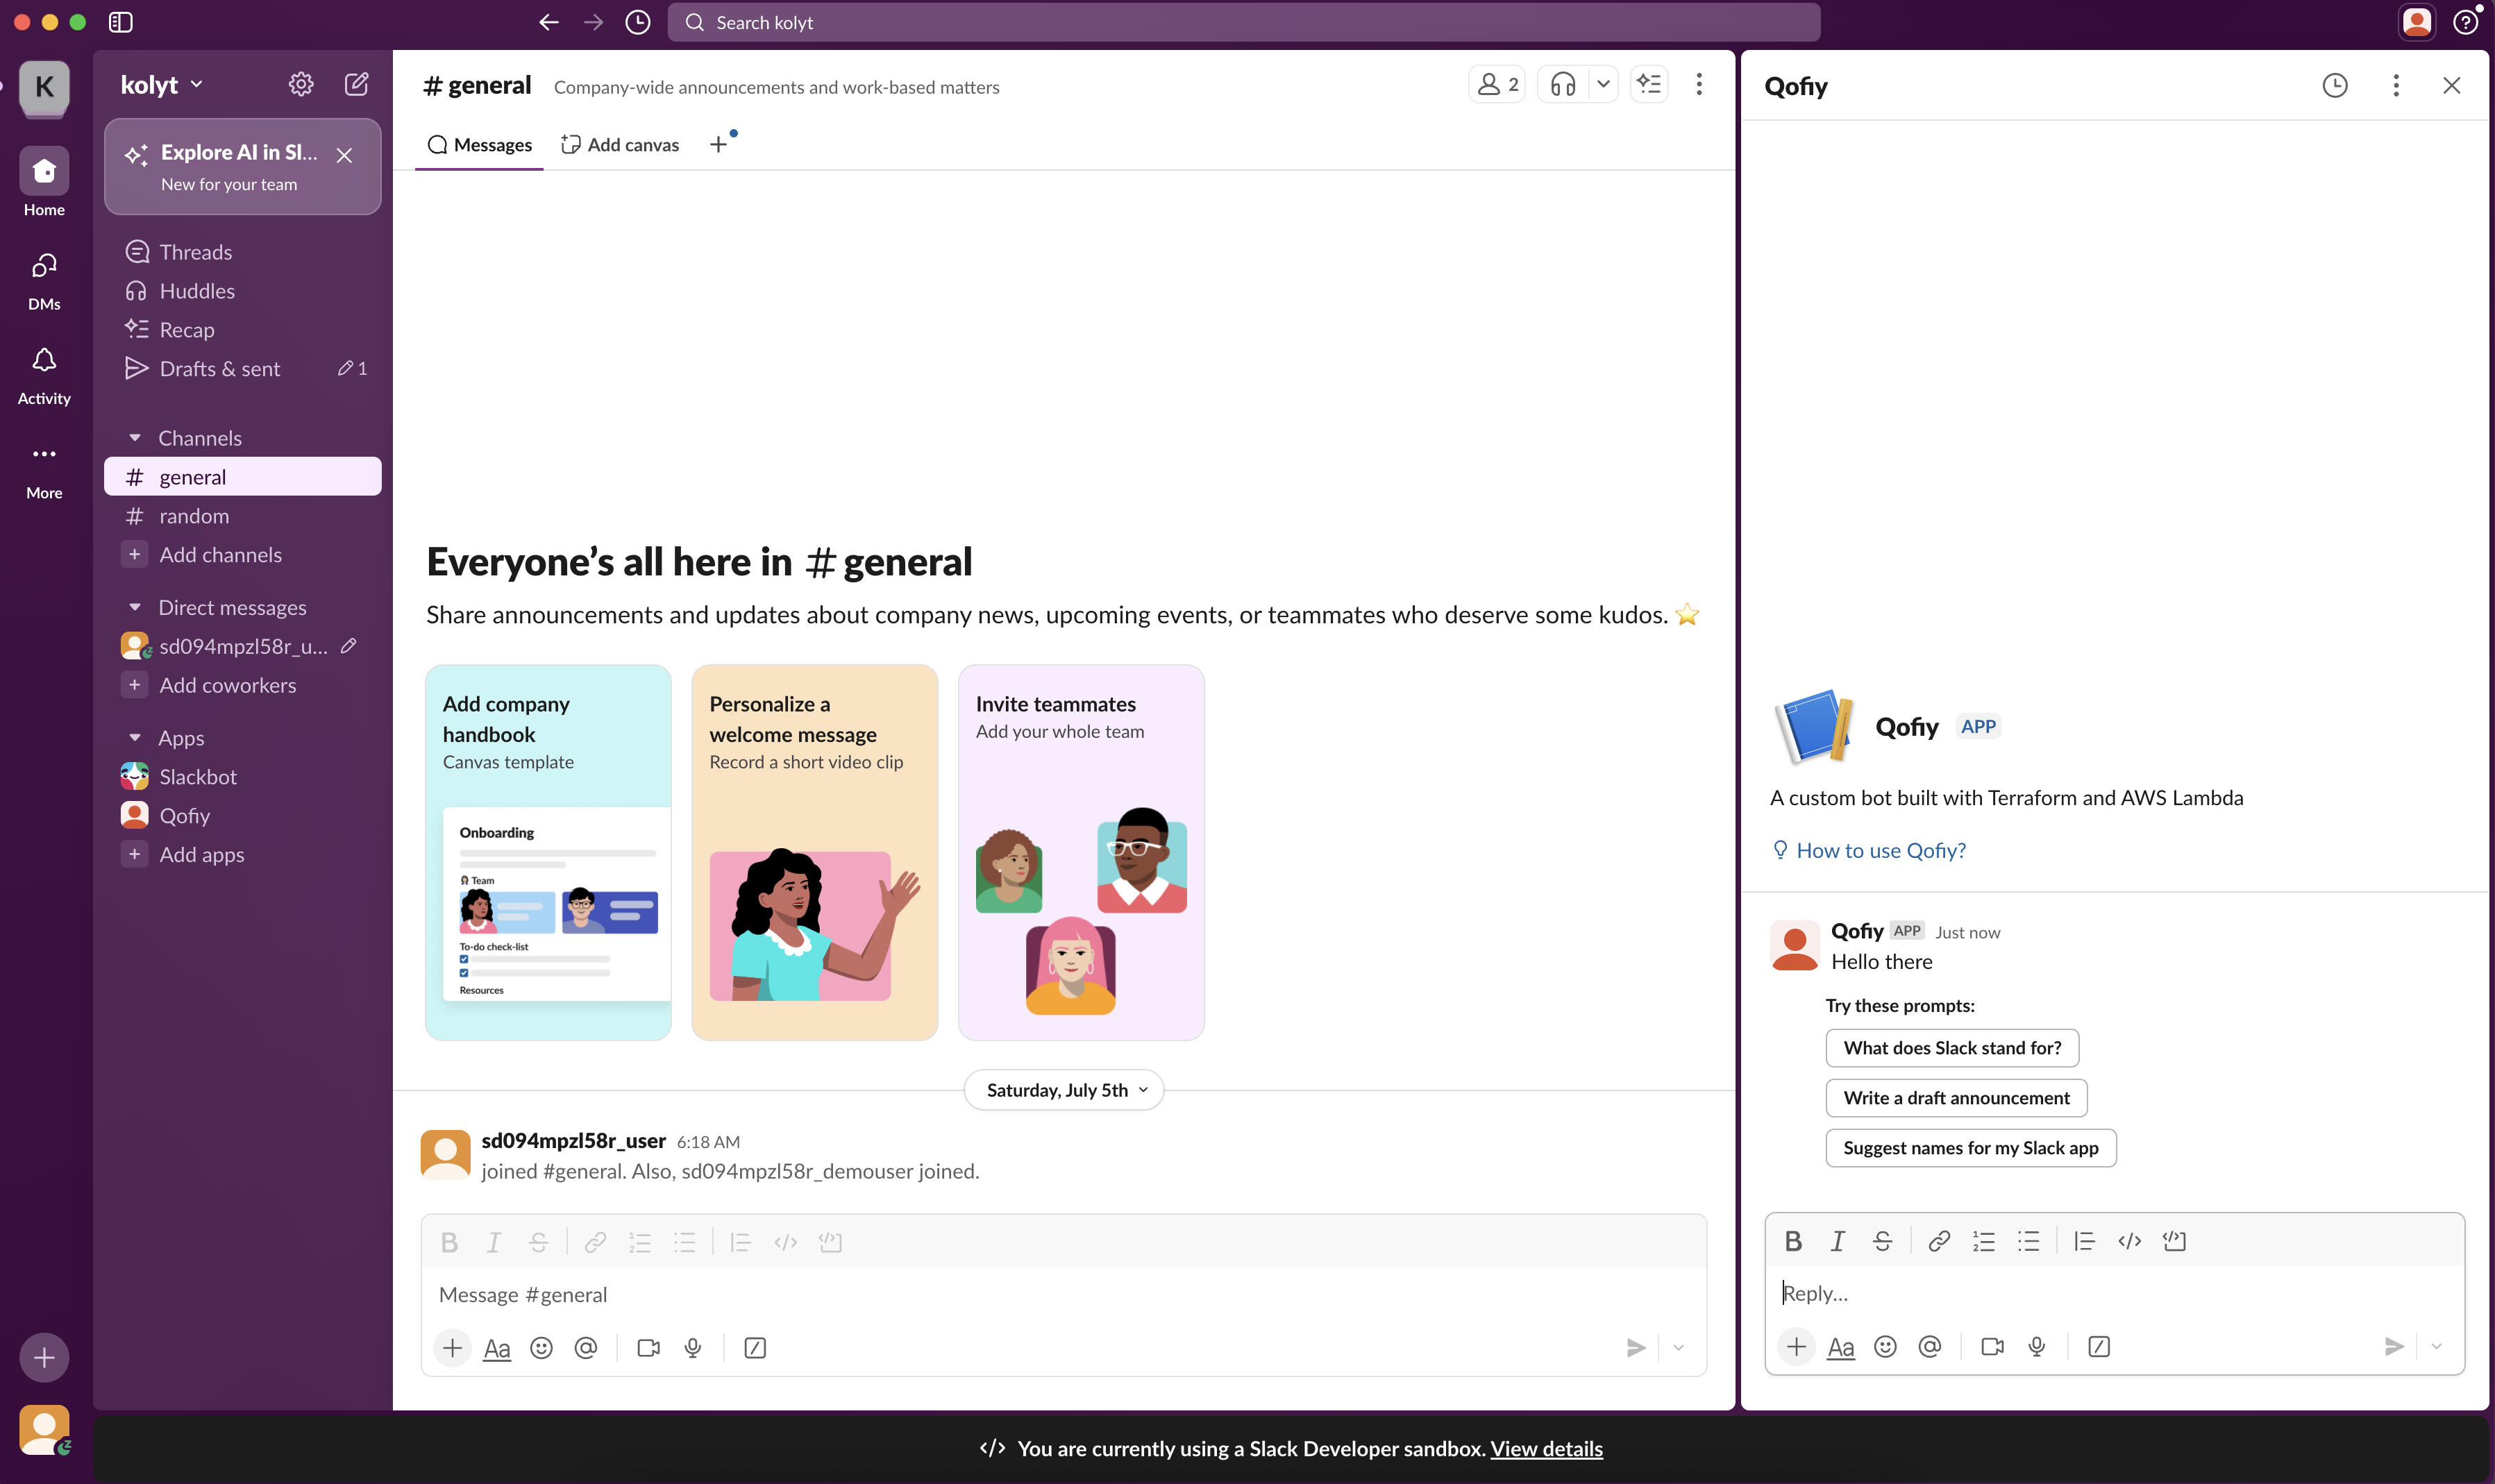 Search kolyt
K
Home
DMs
Activity
More
kolyt
Explore AI in Sl...
New for your team
Threads
Huddles
Recap
Drafts & sent 1
Channels
# general
# random
+ Add channels
Direct messages
sd094mpzl58r_u...
+ Add coworkers
Apps
Slackbot
Qofiy
+ Add apps
# general Company-wide announcements and work-based matters 2
Messages Add canvas +
Everyone’s all here in # general
Share announcements and updates about company news, upcoming events, or teammates who deserve some kudos. ⭐
Add company
handbook
Canvas template
Onboarding
Team
To-do check-list
Resources
Personalize a
welcome message
Record a short video clip
Invite teammates
Add your whole team
Saturday, July 5th
sd094mpzl58r_user 6:18 AM
joined #general. Also, sd094mpzl58r_demouser joined.
Message #general
Aa
Qofiy
Qofiy APP
A custom bot built with Terraform and AWS Lambda
How to use Qofiy?
Qofiy APP Just now
Hello there
Try these prompts:
What does Slack stand for?
Write a draft announcement
Suggest names for my Slack app
Reply...
Aa
</> You are currently using a Slack Developer sandbox. View details